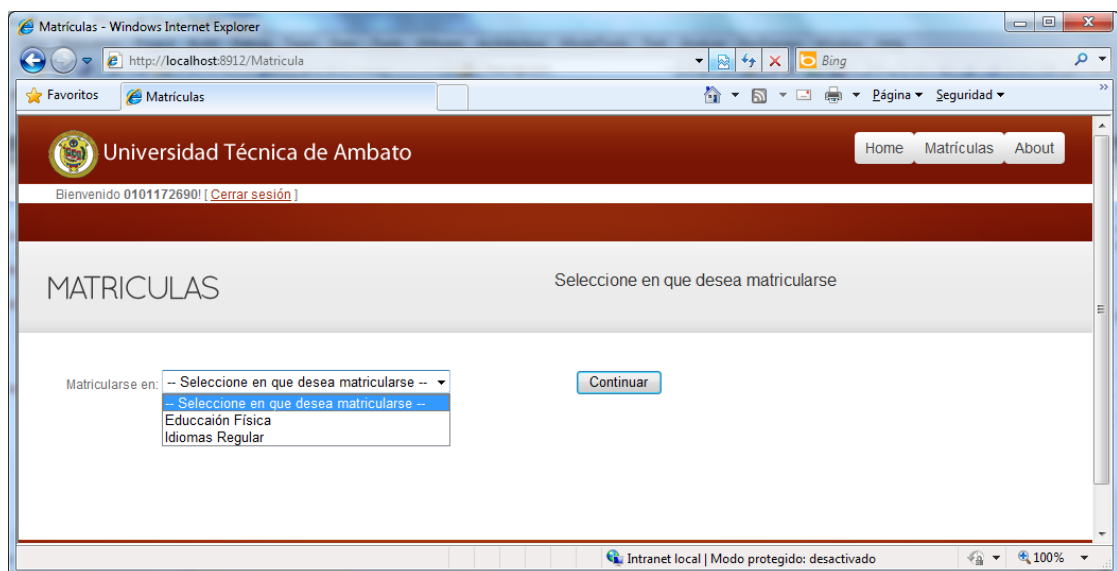 Matrículas - Windows Internet Explorer
http://localhost:8912/Matricula
Bing
Favoritos
Matrículas
Página
Seguridad
Universidad Técnica de Ambato
Home Matrículas About
Bienvenido 0101172690! [ Cerrar sesión ]
MATRICULAS
Seleccione en que desea matricularse
Matricularse en: -- Seleccione en que desea matricularse --
Continuar
-- Seleccione en que desea matricularse --
Educcaión Física
Idiomas Regular
Intranet local | Modo protegido: desactivado
100%